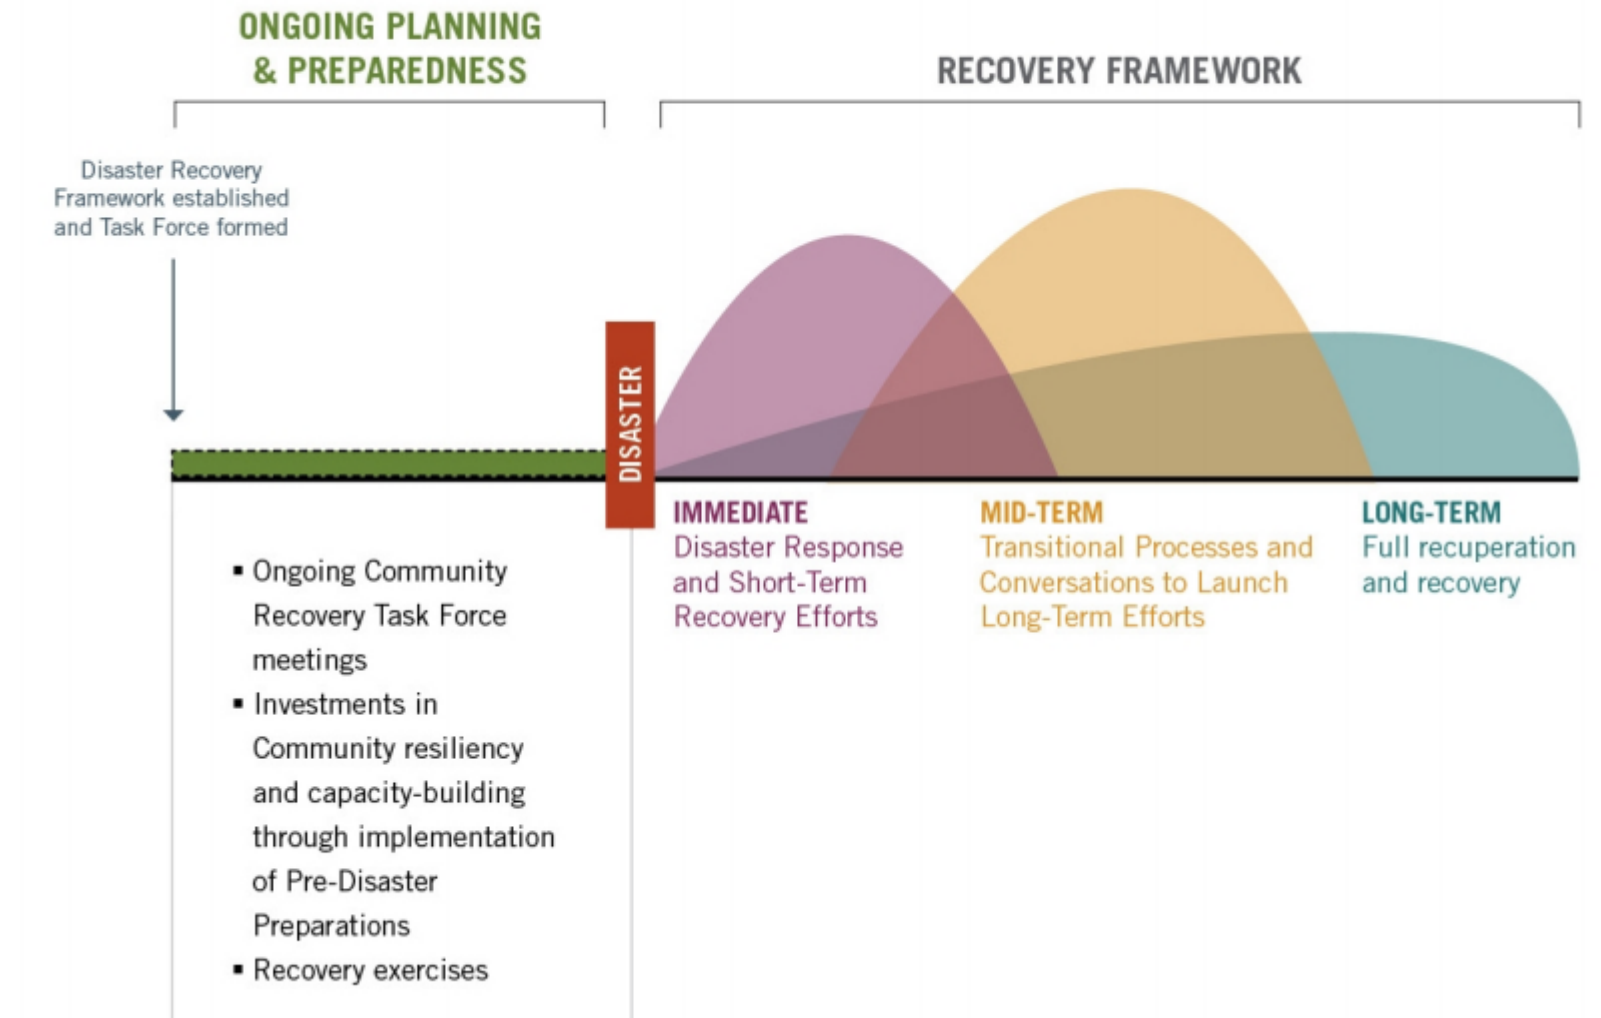 ONGOING PLANNING
& PREPAREDNESS
RECOVERY FRAMEWORK
Disaster Recovery
Framework established
and Task Force formed
DISASTER
▪ Ongoing Community
Recovery Task Force
meetings
▪ Investments in
Community resiliency
and capacity-building
through implementation
of Pre-Disaster
Preparations
▪ Recovery exercises
IMMEDIATE
Disaster Response
and Short-Term
Recovery Efforts
MID-TERM
Transitional Processes and
Conversations to Launch
Long-Term Efforts
LONG-TERM
Full recuperation
and recovery